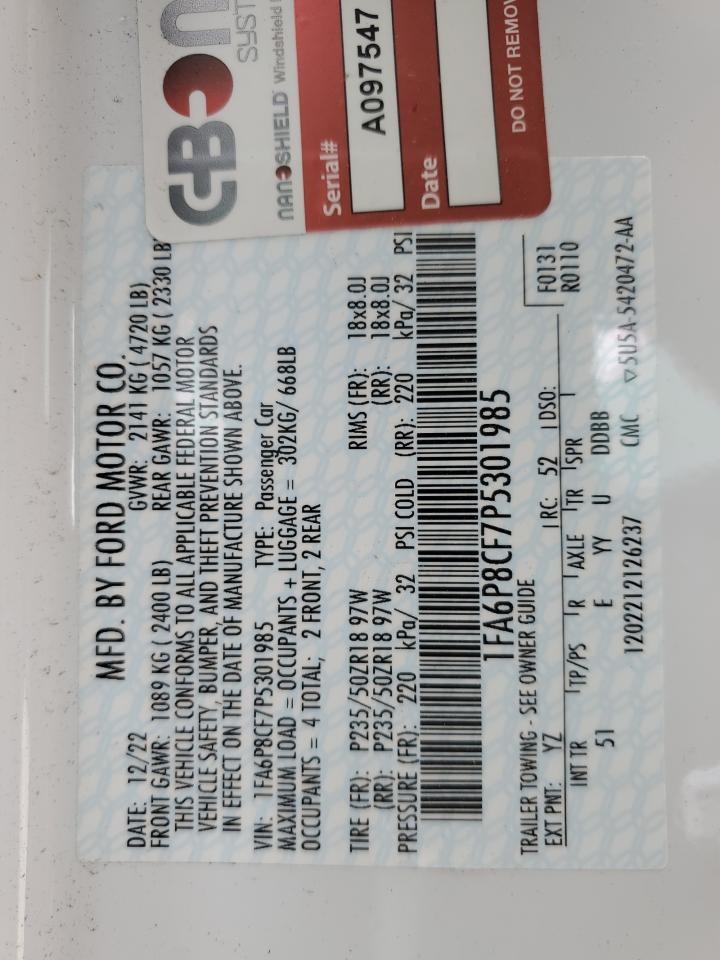 CBON
SYST
NANOSHIELD Windshield
Serial# A097547
Date
DO NOT REMOV
MFD. BY FORD MOTOR CO.
DATE: 12/22 GVWR: 2141 KG ( 4720 LB)
FRONT GAWR: 1089 KG ( 2400 LB) REAR GAWR: 1057 KG ( 2330 LB
THIS VEHICLE CONFORMS TO ALL APPLICABLE FEDERAL MOTOR
VEHICLE SAFETY, BUMPER, AND THEFT PREVENTION STANDARDS
IN EFFECT ON THE DATE OF MANUFACTURE SHOWN ABOVE.
VIN: 1FA6P8CF7P5301985 TYPE: Passenger Car
MAXIMUM LOAD = OCCUPANTS + LUGGAGE = 302KG/ 668LB
OCCUPANTS = 4 TOTAL; 2 FRONT, 2 REAR
TIRE (FR): P235/50ZR18 97W RIMS (FR): 18x8.0J
(RR): P235/50ZR18 97W (RR): 18x8.0J
PRESSURE (FR): 220 kPa/ 32 PSI COLD (RR): 220 kPa/ 32 PSI
1FA6P8CF7P5301985
TRAILER TOWING - SEE OWNER GUIDE
EXT PNT: YZ RC: 52 DSO: F0131
R0110
INT TR TP/PS R AXLE TR SPR
51 E YY U DDBB
1202212126237 CMC ▽5U5A-5420472-AA